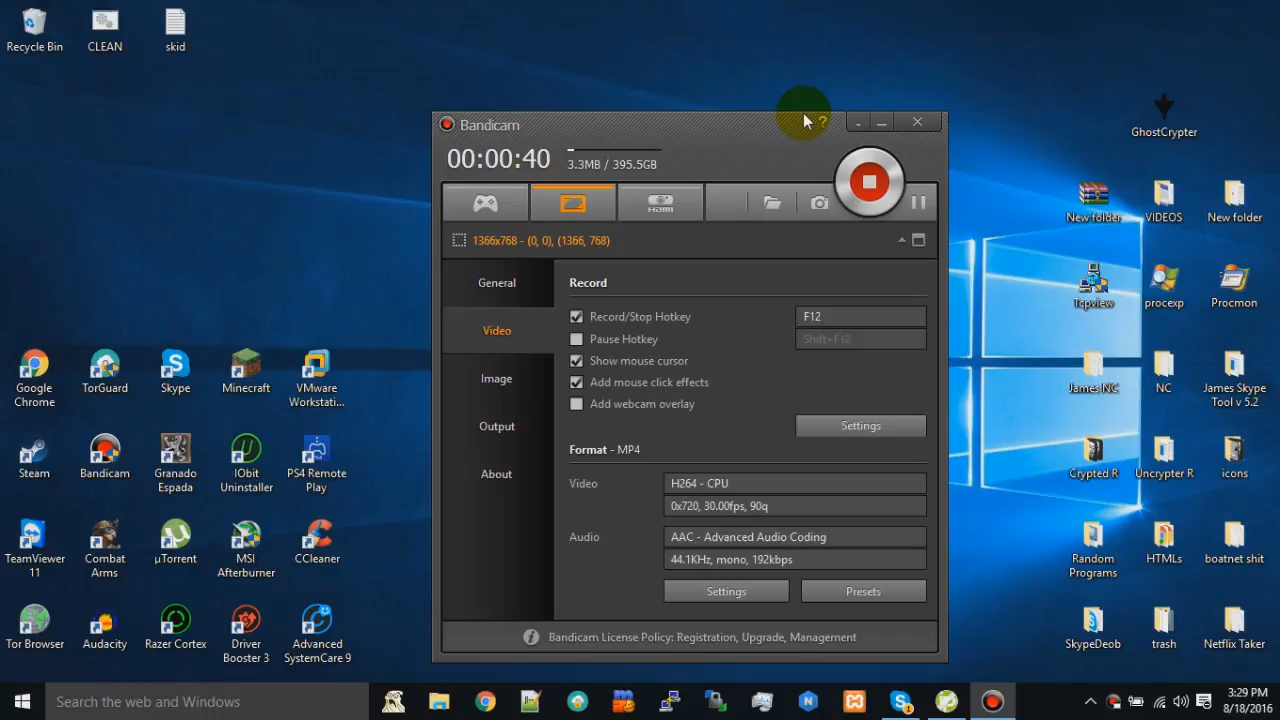 Recycle Bin
CLEAN
skid
GhostCrypter
New folder
VIDEOS
New folder
Tcpview
procexp
Procmon
Google
Chrome
TorGuard
Skype
Minecraft
VMware
Workstati...
James NC
NC
James Skype
Tool v 5.2
Steam
Bandicam
Granado
Espada
IObit
Uninstaller
PS4 Remote
Play
Crypted R
Uncrypter R
icons
TeamViewer
11
Combat
Arms
µTorrent
MSI
Afterburner
CCleaner
Random
Programs
HTMLs
boatnet shit
Tor Browser
Audacity
Razer Cortex
Driver
Booster 3
Advanced
SystemCare 9
SkypeDeob
trash
Netflix Taker
Bandicam
?
00:00:40
3.3MB / 395.5GB
HDMI
1366x768 - (0, 0), (1366, 768)
General
Video
Image
Output
About
Record
Record/Stop Hotkey
F12
Pause Hotkey
Shift+F12
Show mouse cursor
Add mouse click effects
Add webcam overlay
Settings
Format - MP4
Video
H264 - CPU
0x720, 30.00fps, 90q
Audio
AAC - Advanced Audio Coding
44.1KHz, mono, 192kbps
Settings
Presets
Bandicam License Policy: Registration, Upgrade, Management
Search the web and Windows
3:29 PM
8/18/2016